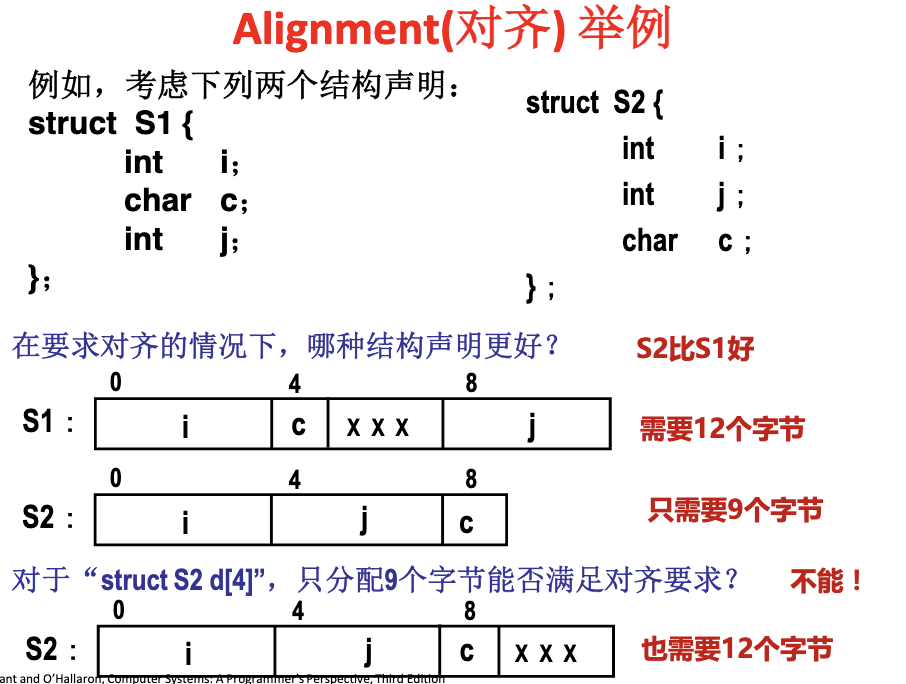 Alignment(对齐) 举例
例如，考虑下列两个结构声明：
struct S1 {
int i；
char c；
int j；
}；
struct S2 {
int i；
int j；
char c；
}；
在要求对齐的情况下，哪种结构声明更好？
S2比S1好
0 4 8
S1： i c x x x j
需要12个字节
0 4 8
S2： i j c
只需要9个字节
对于“struct S2 d[4]”，只分配9个字节能否满足对齐要求？
不能！
0 4 8
S2： i j c x x x
也需要12个字节
ant and O’Hallaron, Computer Systems: A Programmer’s Perspective, Third Edition